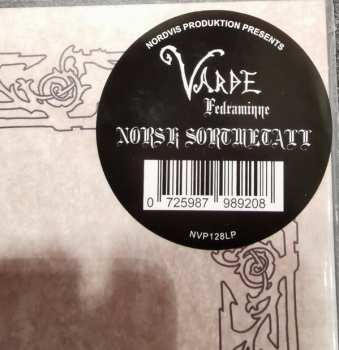 NORDVIS PRODUKTION PRESENTS
VARDE
Fedraminne
NORSK SORTMETALL
0 725987 989208
NVP128LP